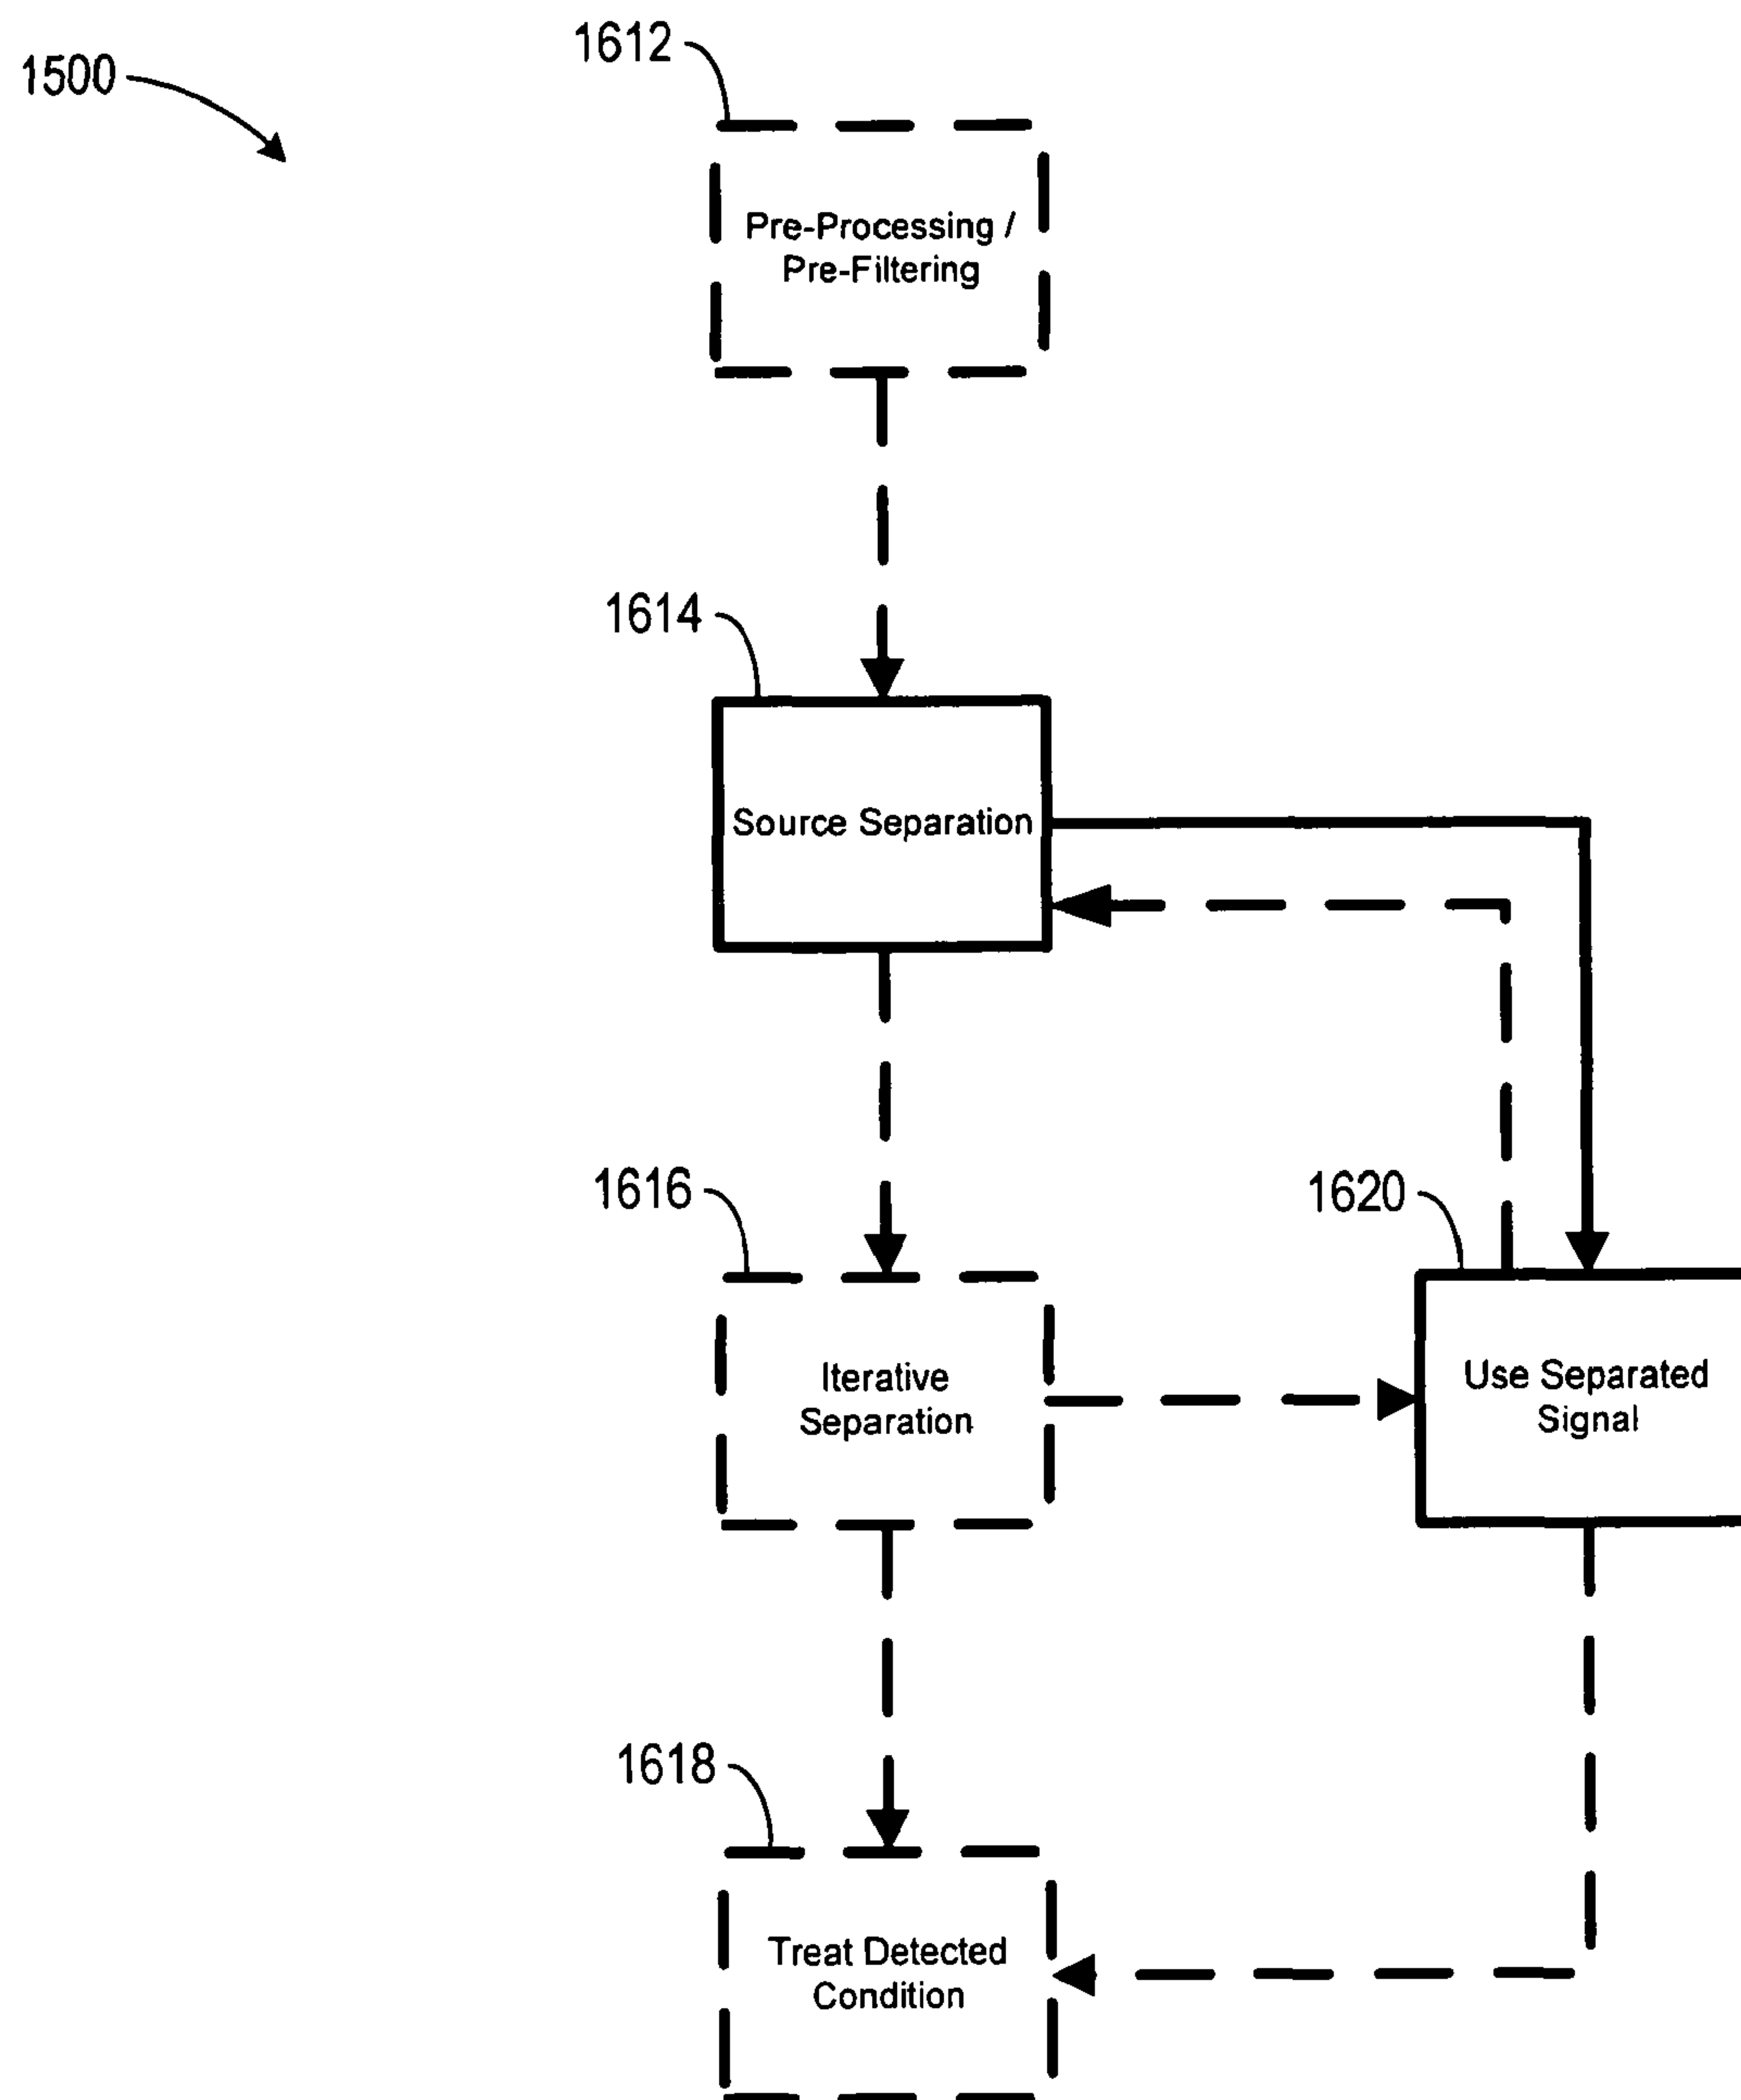 1500
1612
Pre-Processing /
Pre-Filtering
1614
Source Separation
1616
1620
Iterative
Separation
Use Separated
Signal
1618
Treat Detected
Condition